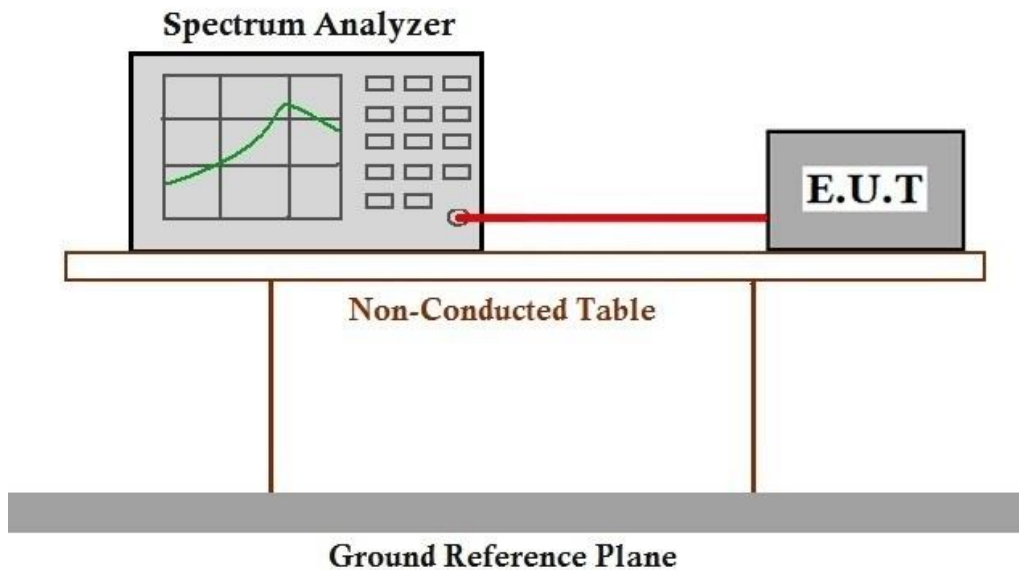 Spectrum Analyzer
E.U.T
Non-Conducted Table
Ground Reference Plane